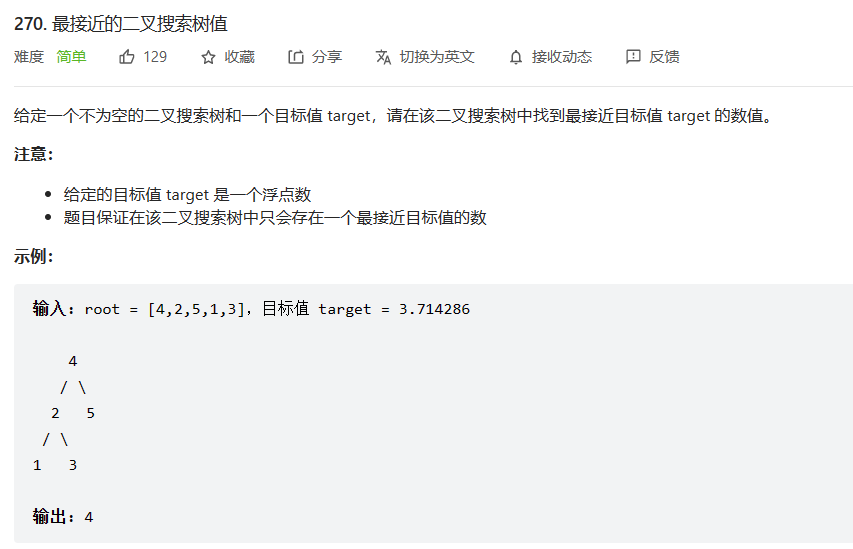 270. 最接近的二叉搜索树值
难度 简单 129 收藏 分享 切换为英文 接收动态 反馈
给定一个不为空的二叉搜索树和一个目标值 target，请在该二叉搜索树中找到最接近目标值 target 的数值。
注意：
给定的目标值 target 是一个浮点数
题目保证在该二叉搜索树中只会存在一个最接近目标值的数
示例：
输入：root = [4,2,5,1,3]，目标值 target = 3.714286
4
/ \
2 5
/ \
1 3
输出：4